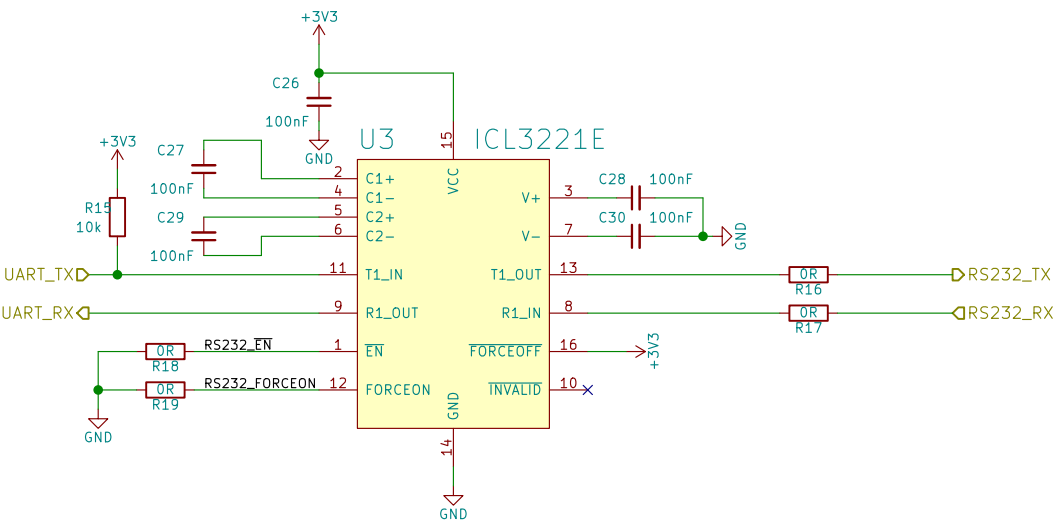 +3V3
C26
100nF
GND
U3
ICL3221E
15
VCC
+3V3
C27
100nF
2
C1+
4
C1-
5
C2+
6
C2-
C29
100nF
R15
10k
3
V+
7
V-
C28
100nF
C30
100nF
GND
UART_TX
11
T1_IN
T1_OUT
13
0R
R16
RS232_TX
UART_RX
9
R1_OUT
R1_IN
8
0R
R17
RS232_RX
0R
R18
RS232_EN
1
EN
FORCEOFF
16
+3V3
0R
R19
RS232_FORCEON
12
FORCEON
INVALID
10
GND
GND
14
GND